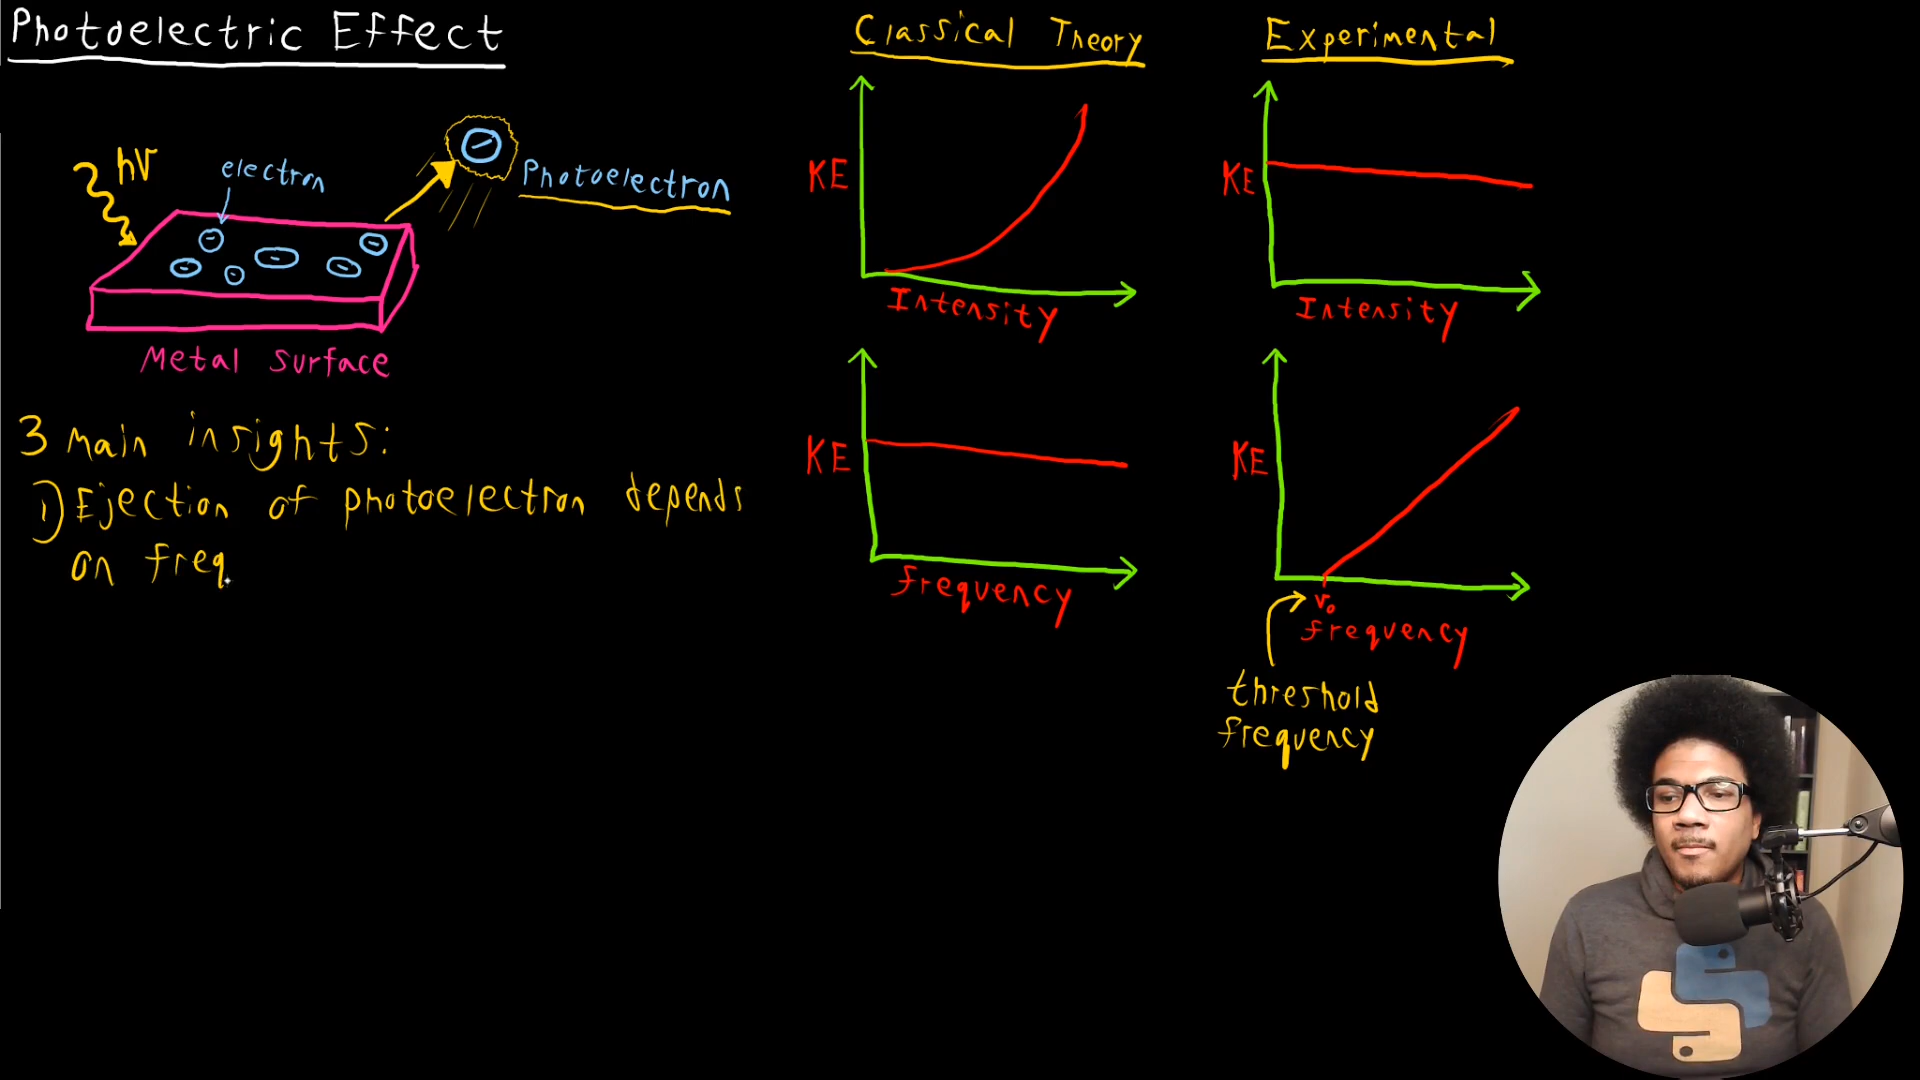 Photoelectric Effect
hν
electron
Photoelectron
Metal Surface
3 main insights:
1) Ejection of photoelectron depends
on freq
Classical Theory
KE
Intensity
KE
frequency
Experimental
KE
Intensity
KE
ν₀
frequency
threshold
frequency